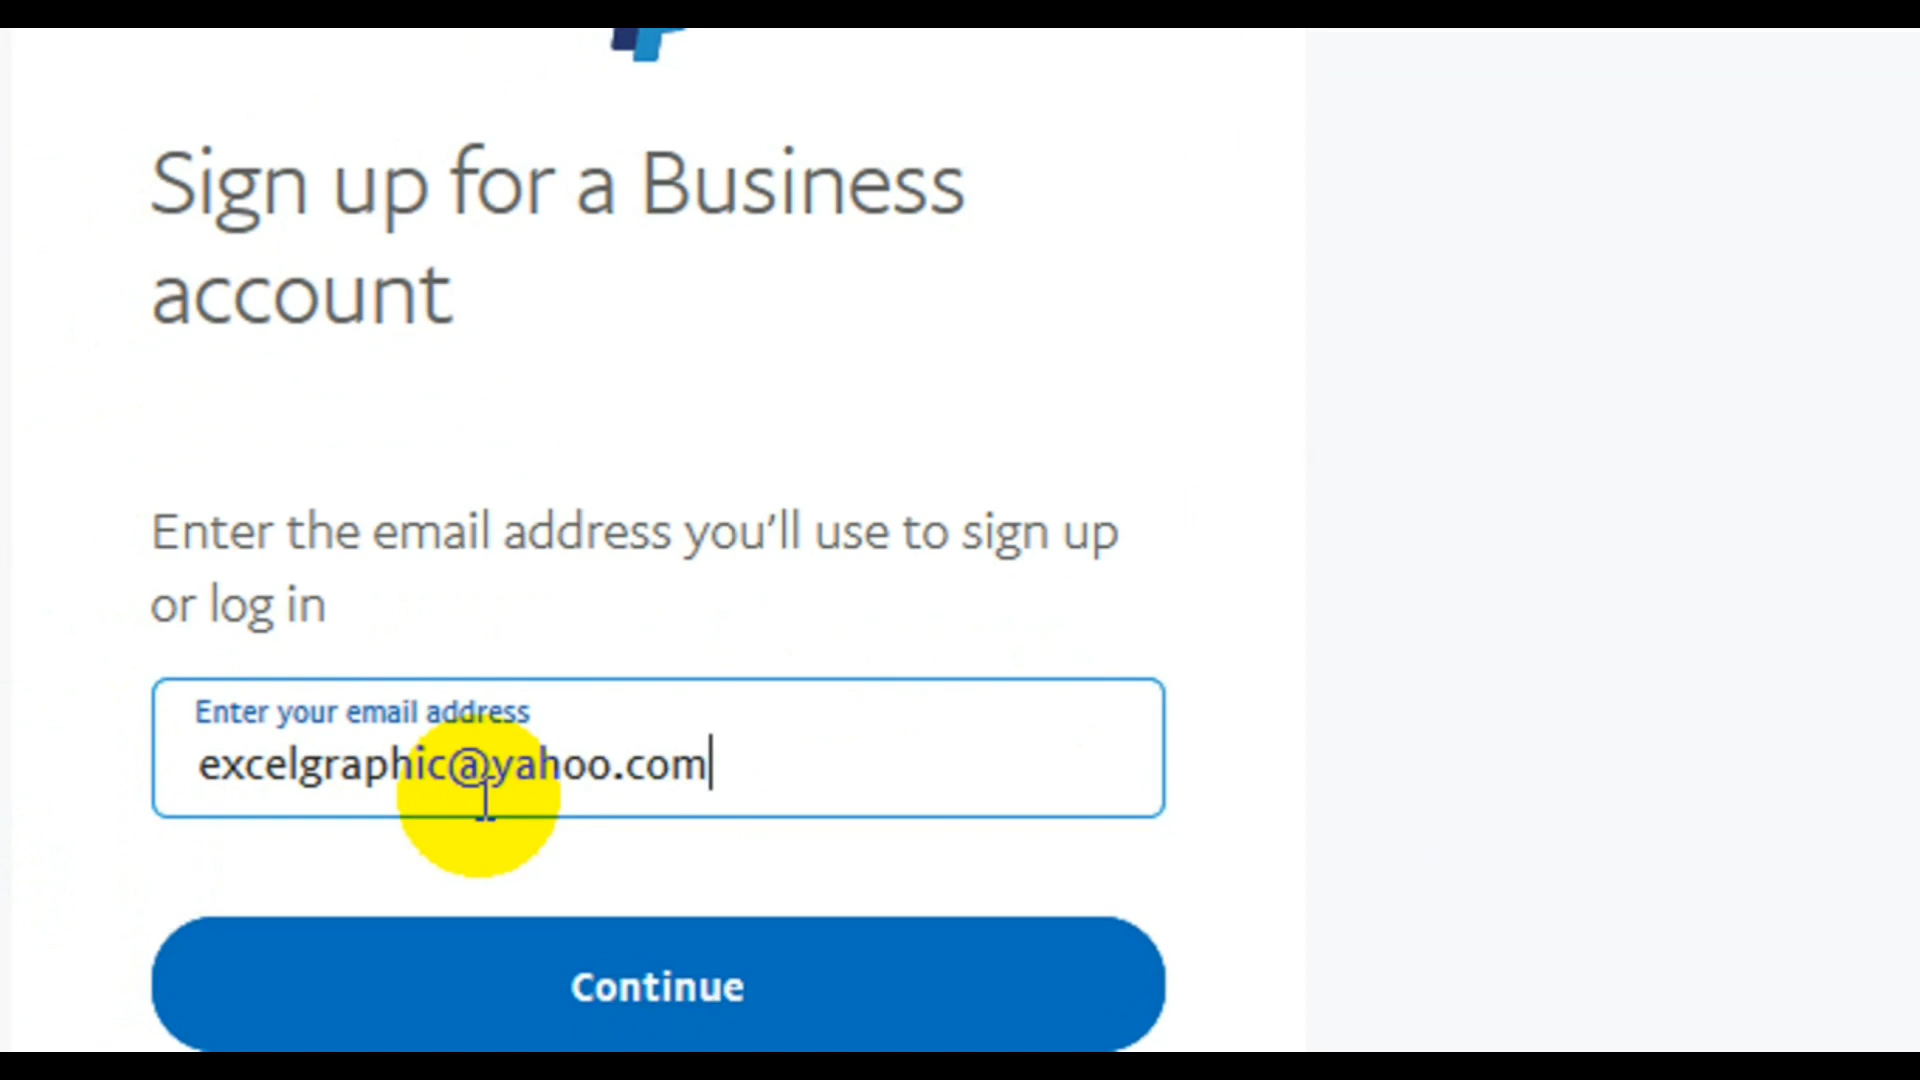 Sign up for a Business
account
Enter the email address you’ll use to sign up
or log in
Enter your email address
excelgraphic@yahoo.com
Continue